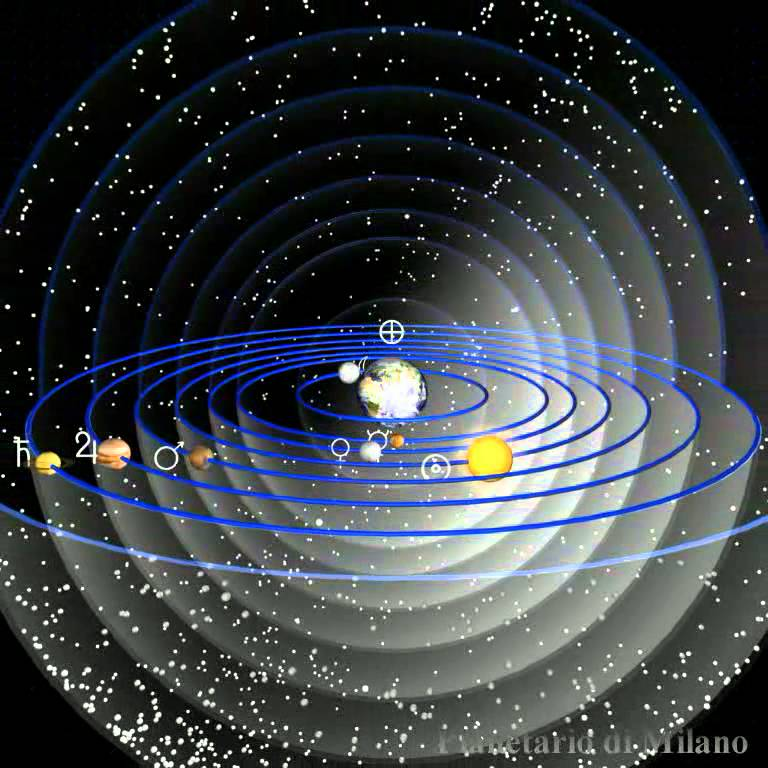 ⊕
☾
♄ ♃ ♂ ♀ ☿ ☉
Planetario di Milano